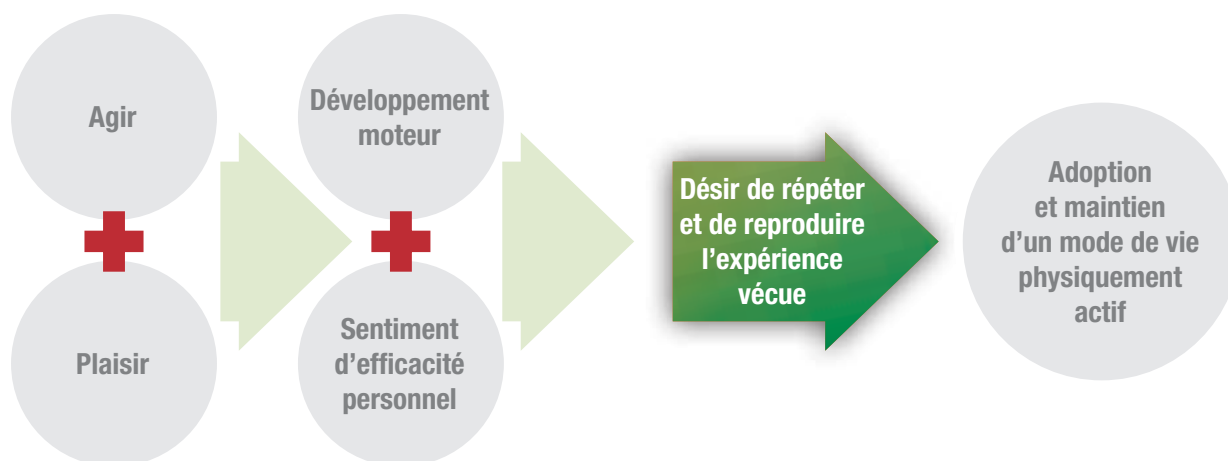 Agir
Plaisir
Développement
moteur
Sentiment
d’efficacité
personnel
Désir de répéter
et de reproduire
l’expérience
vécue
Adoption
et maintien
d’un mode de vie
physiquement
actif